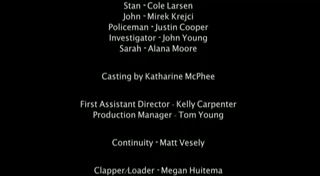 Stan - Cole Larsen
John - Mirek Krejci
Policeman - Justin Cooper
Investigator - John Young
Sarah - Alana Moore
Casting by Katharine McPhee
First Assistant Director - Kelly Carpenter
Production Manager - Tom Young
Continuity - Matt Vesely
Clapper/Loader - Megan Huitema